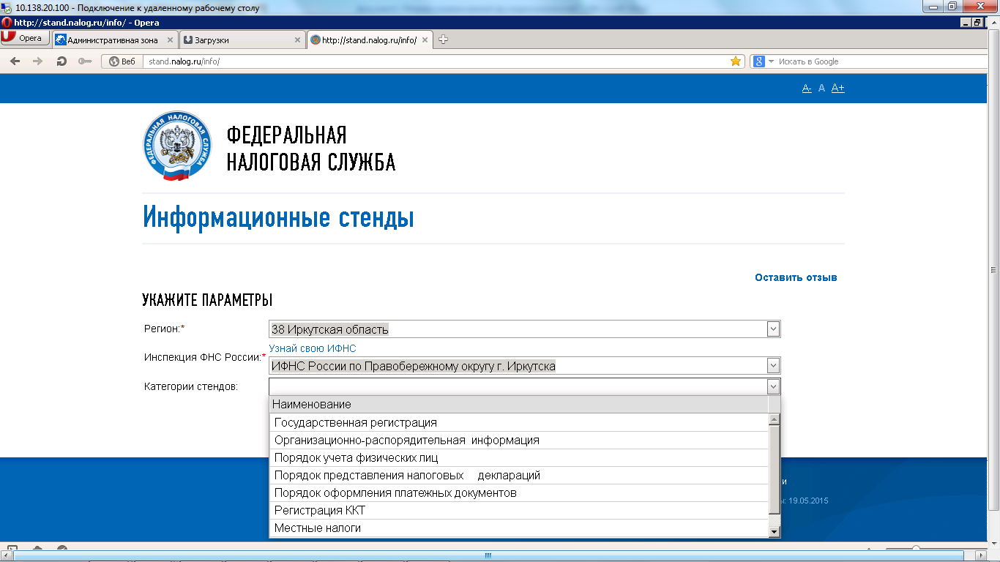 10.138.20.100 - Подключение к удаленному рабочему столу
http://stand.nalog.ru/info/ - Opera
Opera
Административная зона
Загрузки
http://stand.nalog.ru/info/
Веб
stand.nalog.ru/info/
Искать в Google
A- A A+
ФЕДЕРАЛЬНАЯ НАЛОГОВАЯ СЛУЖБА
ФЕДЕРАЛЬНАЯ
НАЛОГОВАЯ СЛУЖБА
Информационные стенды
Оставить отзыв
УКАЖИТЕ ПАРАМЕТРЫ
Регион:*
38 Иркутская область
Узнай свою ИФНС
Инспекция ФНС России:*
ИФНС России по Правобережному округу г. Иркутска
Категории стендов:
Наименование
Государственная регистрация
Организационно-распорядительная информация
Порядок учета физических лиц
Порядок представления налоговых деклараций
Порядок оформления платежных документов
Регистрация ККТ
Местные налоги
и
ы: 19.05.2015